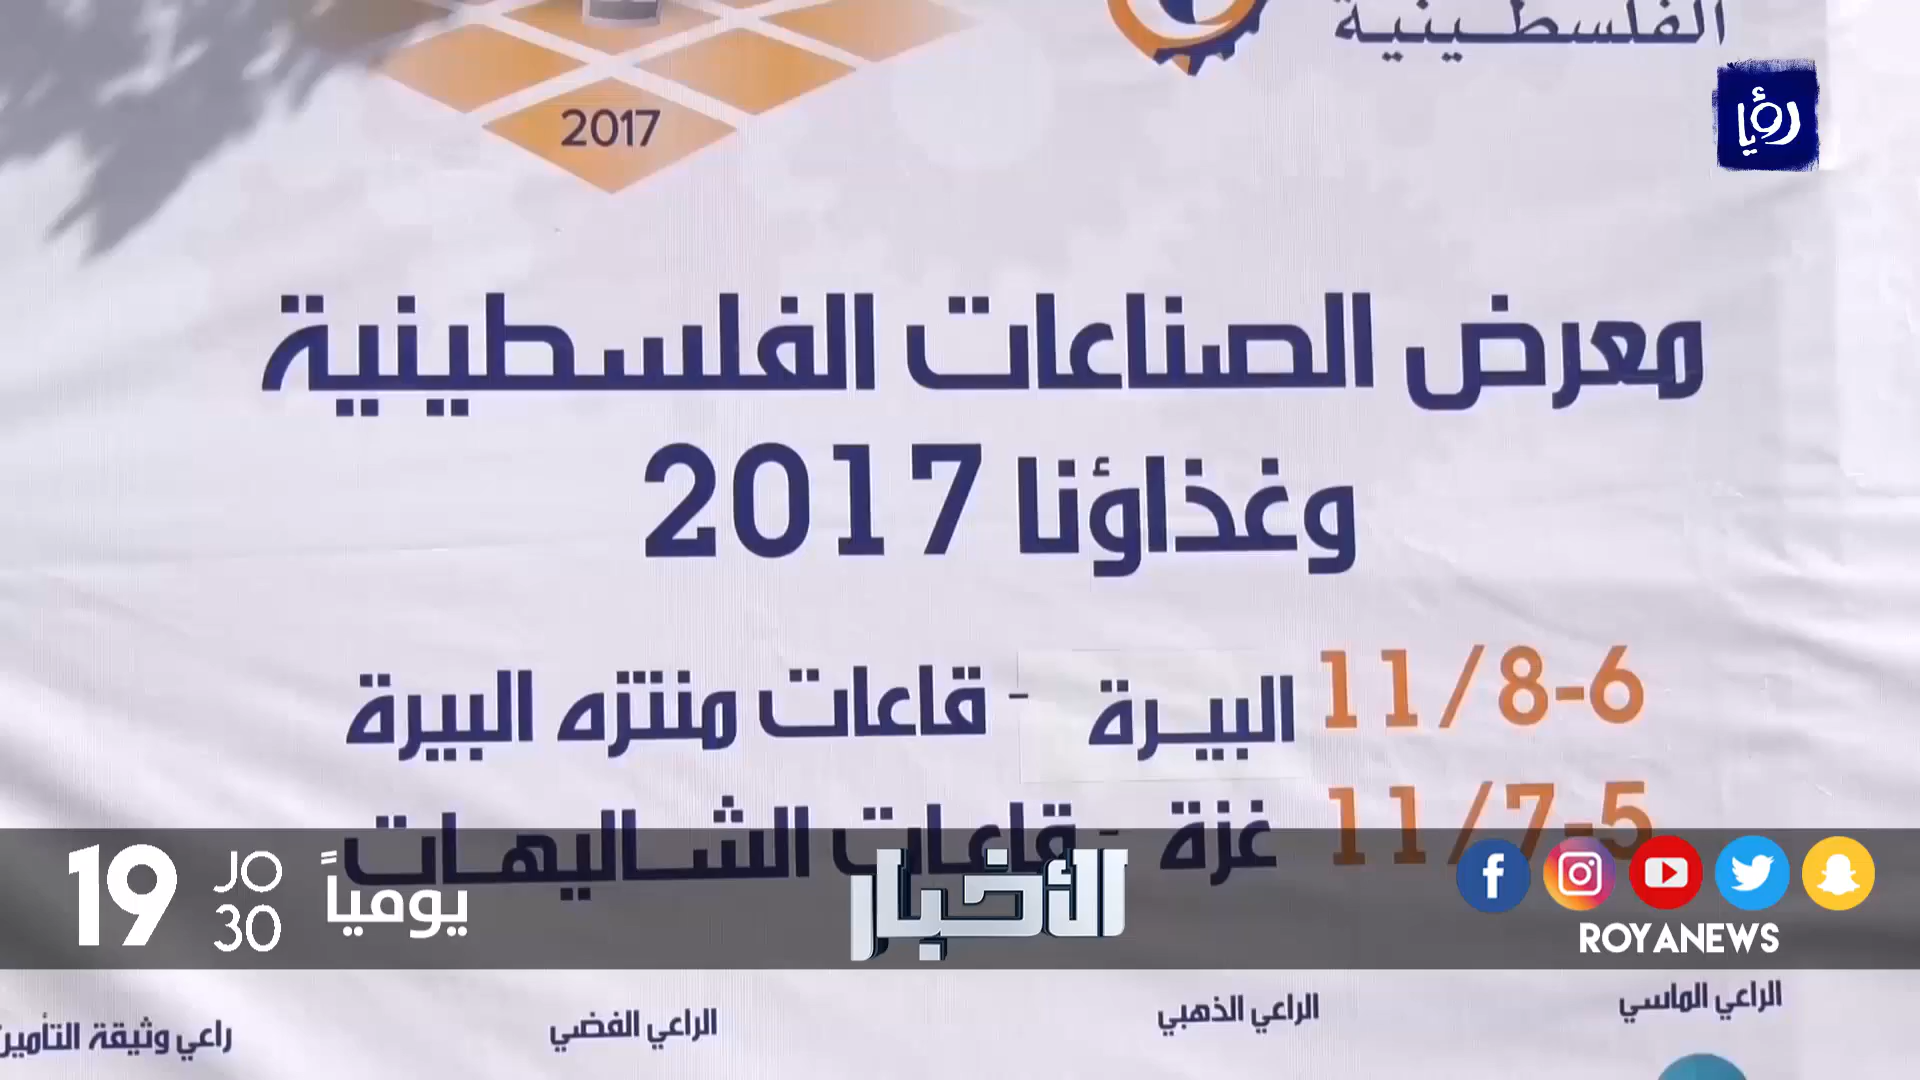 الفلسطينية
رؤيا
2017
معرض الصناعات الفلسطينية
وغذاؤنا 2017
11/8-6 البيرة - قاعات منتزه البيرة
11/7-5 غزة - قاعات الشاليهات
19 JO 30 يومياً
الأخبار
ROYANEWS
الراعي الماسي
الراعي الذهبي
الراعي الفضي
راعي وثيقة التأمين